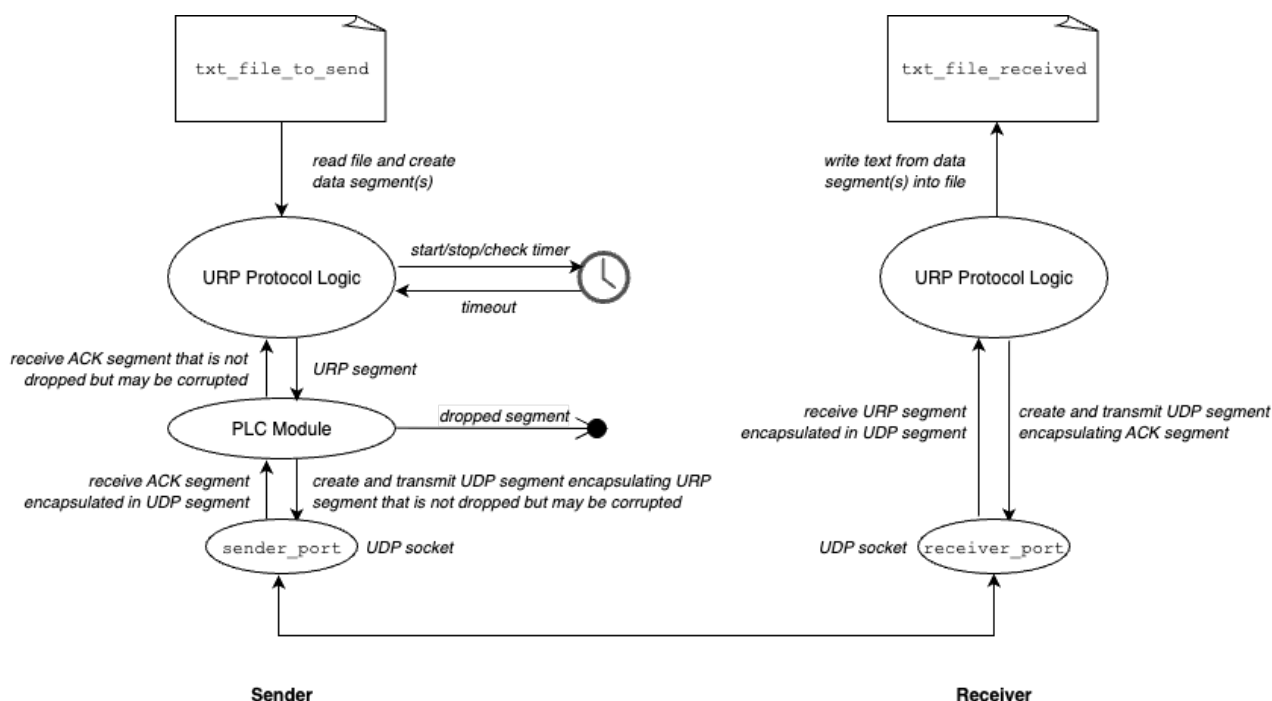 txt_file_to_send
txt_file_received
read file and create
data segment(s)
write text from data
segment(s) into file
URP Protocol Logic
start/stop/check timer
timeout
URP Protocol Logic
receive ACK segment that is not
dropped but may be corrupted
URP segment
PLC Module
dropped segment
receive URP segment
encapsulated in UDP segment
create and transmit UDP segment
encapsulating ACK segment
receive ACK segment
encapsulated in UDP segment
create and transmit UDP segment encapsulating URP
segment that is not dropped but may be corrupted
sender_port
UDP socket
UDP socket
receiver_port
Sender
Receiver